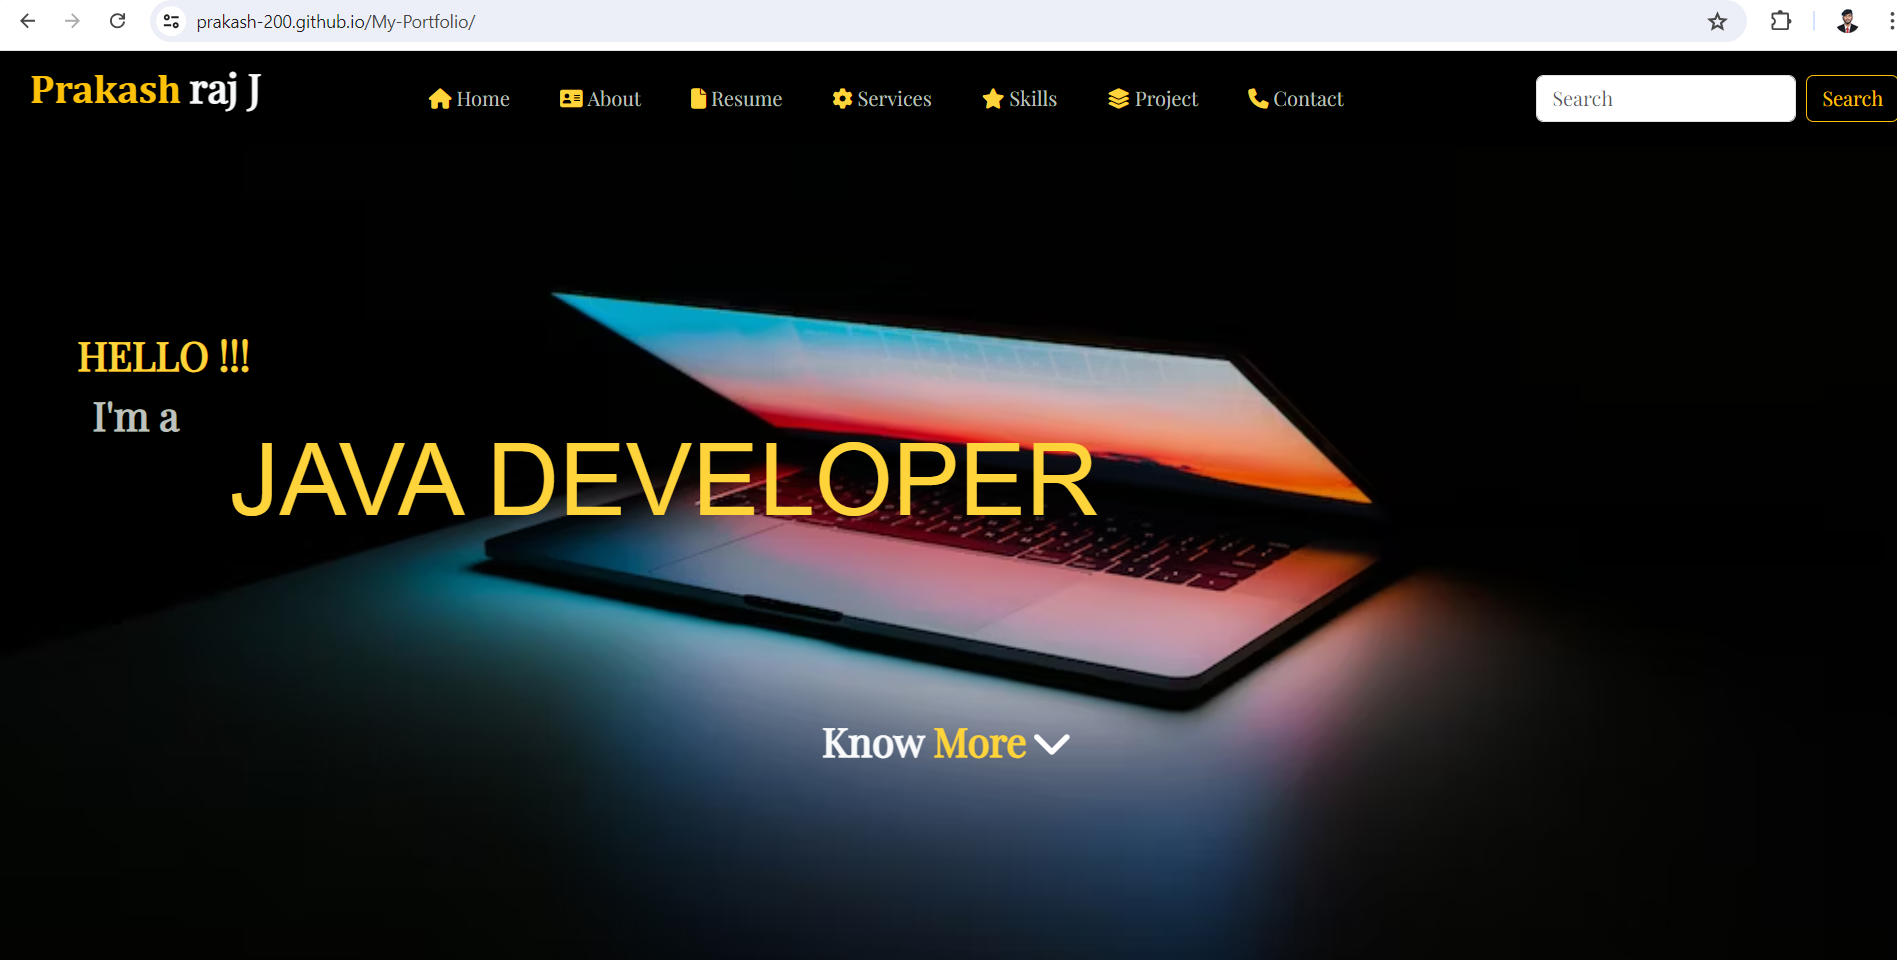 prakash-200.github.io/My-Portfolio/
Prakash raj J
Home About Resume Services Skills Project Contact
Search Search
HELLO !!!
I'm a
JAVA DEVELOPER
Know More